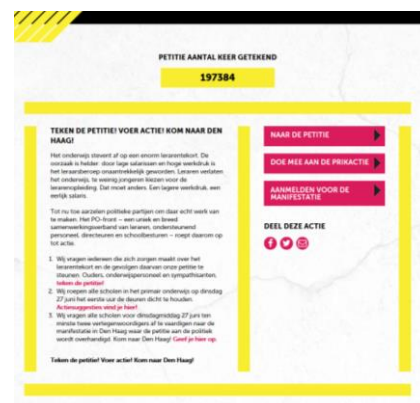 PETITIE AANTAL KEER GETEKEND
197384
TEKEN DE PETITIE! VOER ACTIE! KOM NAAR DEN
HAAG!
Het onderwijs stevent af op een enorm lerarentekort. De
oorzaak is helder: door lage salarissen en hoge werkdruk is
het leraarsberoep onaantrekkelijk geworden. Leraren verlaten
het onderwijs, te weinig jongeren kiezen voor de
lerarenopleiding. Dat moet anders. Een lagere werkdruk, een
eerlijk salaris.
Tot nu toe aarzelen politieke partijen om daar echt werk van
te maken. Het PO-front – een uniek en breed
samenwerkingsverband van leraren, ondersteunend
personeel, directeuren en schoolbesturen – roept daarom op
tot actie.
1. Wij vragen iedereen die zich zorgen maakt over het
lerarentekort en de gevolgen daarvan onze petitie te
steunen. Ouders, onderwijspersoneel en sympathisanten,
teken de petitie!
2. Wij roepen alle scholen in het primair onderwijs op dinsdag
27 juni het eerste uur de deuren dicht te houden.
Actiesuggesties vind je hier!
3. Wij vragen alle scholen voor dinsdagmiddag 27 juni ten
minste twee vertegenwoordigers af te vaardigen naar de
manifestatie in Den Haag waar de petitie aan de politiek
wordt overhandigd. Kom naar Den Haag! Geef je hier op.
Teken de petitie! Voer actie! Kom naar Den Haag!
NAAR DE PETITIE
DOE MEE AAN DE PRIKACTIE
AANMELDEN VOOR DE
MANIFESTATIE
DEEL DEZE ACTIE